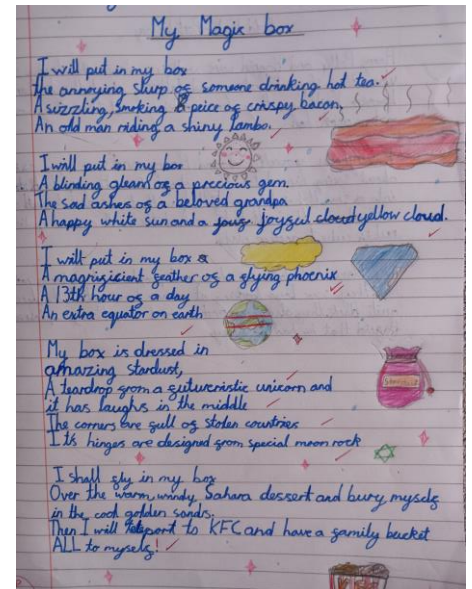 My Magic box
I will put in my box
The annoying slurp of someone drinking hot tea.
A sizzling, smoking peice of crispy bacon.
An old man riding a shiny lambo.
I will put in my box
A blinding gleam of a precious gem.
The sad ashes of a beloved grandpa
A happy white sun and a joyful cloud yellow cloud.
I will put in my box
A magnificient feather of a flying phoenix
A 13th hour of a day
An extra equator on earth
My box is dressed in
amazing stardust,
A teardrop from a futureristic unicorn and
it has laughs in the middle
The corners are full of stolen countries
It's hinges are designed from special moon rock
I shall fly in my box
Over the warm, windy, Sahara dessert and bury myself
in the cool golden sands.
Then I will teleport to KFC and have a family bucket
ALL to myself!